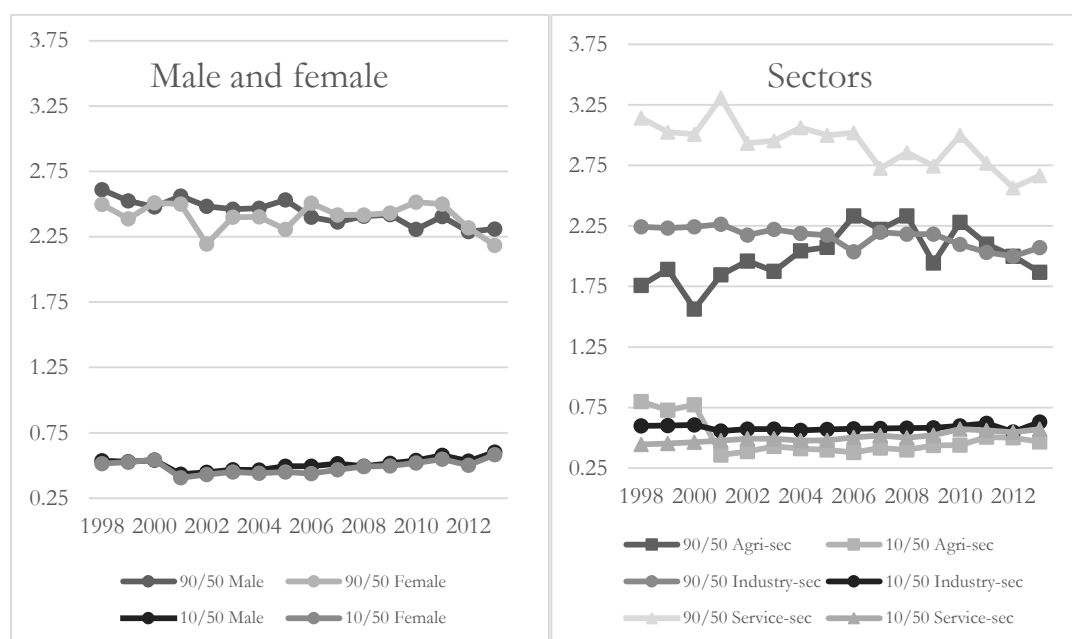 Male and female
3.75
3.25
2.75
2.25
1.75
1.25
0.75
0.25
1998 2000 2002 2004 2006 2008 2010 2012
90/50 Male 90/50 Female
10/50 Male 10/50 Female
Sectors
3.75
3.25
2.75
2.25
1.75
1.25
0.75
0.25
1998 2000 2002 2004 2006 2008 2010 2012
90/50 Agri-sec 10/50 Agri-sec
90/50 Industry-sec 10/50 Industry-sec
90/50 Service-sec 10/50 Service-sec